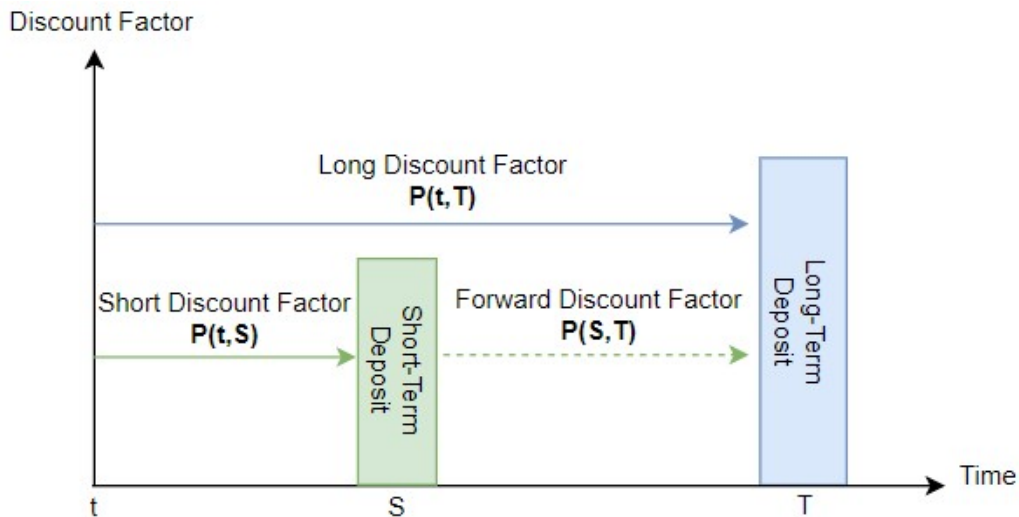 Discount Factor
Long Discount Factor
P(t,T)
Short Discount Factor
P(t,S)
Short-Term
Deposit
Forward Discount Factor
P(S,T)
Long-Term
Deposit
Time
t
S
T